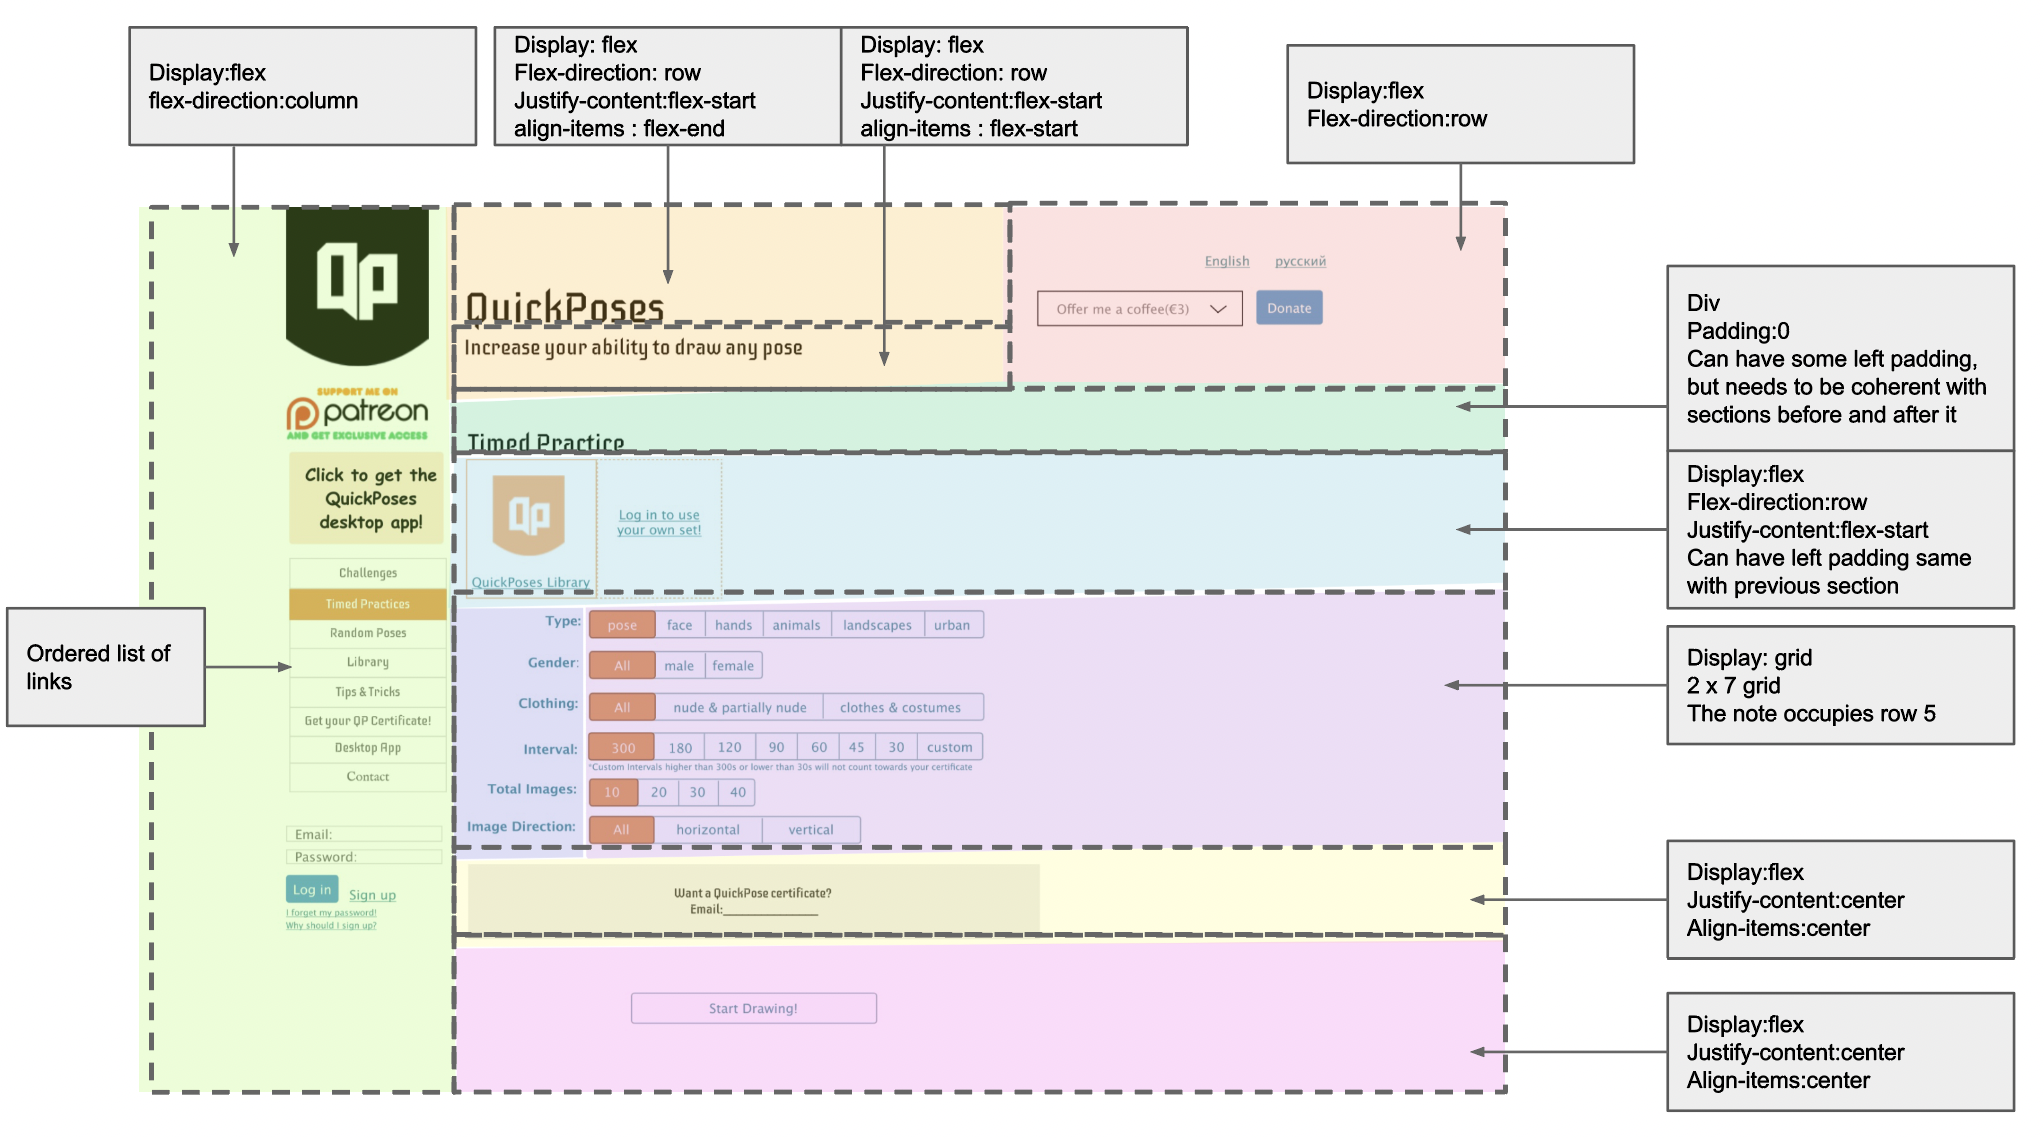 Display:flex
flex-direction:column
Display: flex
Flex-direction: row
Justify-content:flex-start
align-items : flex-end
Display: flex
Flex-direction: row
Justify-content:flex-start
align-items : flex-start
Display:flex
Flex-direction:row
QP
SUPPORT ME ON
patreon
AND GET EXCLUSIVE ACCESS
Click to get the
QuickPoses
desktop app!
Challenges
Timed Practices
Random Poses
Library
Tips & Tricks
Get your QP Certificate!
Desktop App
Contact
Email:
Password:
Log in Sign up
I forget my password!
Why should I sign up?
Ordered list of
links
QuickPoses
Increase your ability to draw any pose
English русский
Offer me a coffee(€3) Donate
Timed Practice
QP
QuickPoses Library
Log in to use
your own set!
Type: pose face hands animals landscapes urban
Gender: All male female
Clothing: All nude & partially nude clothes & costumes
Interval: 300 180 120 90 60 45 30 custom
*Custom Intervals higher than 300s or lower than 30s will not count towards your certificate
Total Images: 10 20 30 40
Image Direction: All horizontal vertical
Want a QuickPose certificate?
Email:_______________
Start Drawing!
Div
Padding:0
Can have some left padding,
but needs to be coherent with
sections before and after it
Display:flex
Flex-direction:row
Justify-content:flex-start
Can have left padding same
with previous section
Display: grid
2 x 7 grid
The note occupies row 5
Display:flex
Justify-content:center
Align-items:center
Display:flex
Justify-content:center
Align-items:center